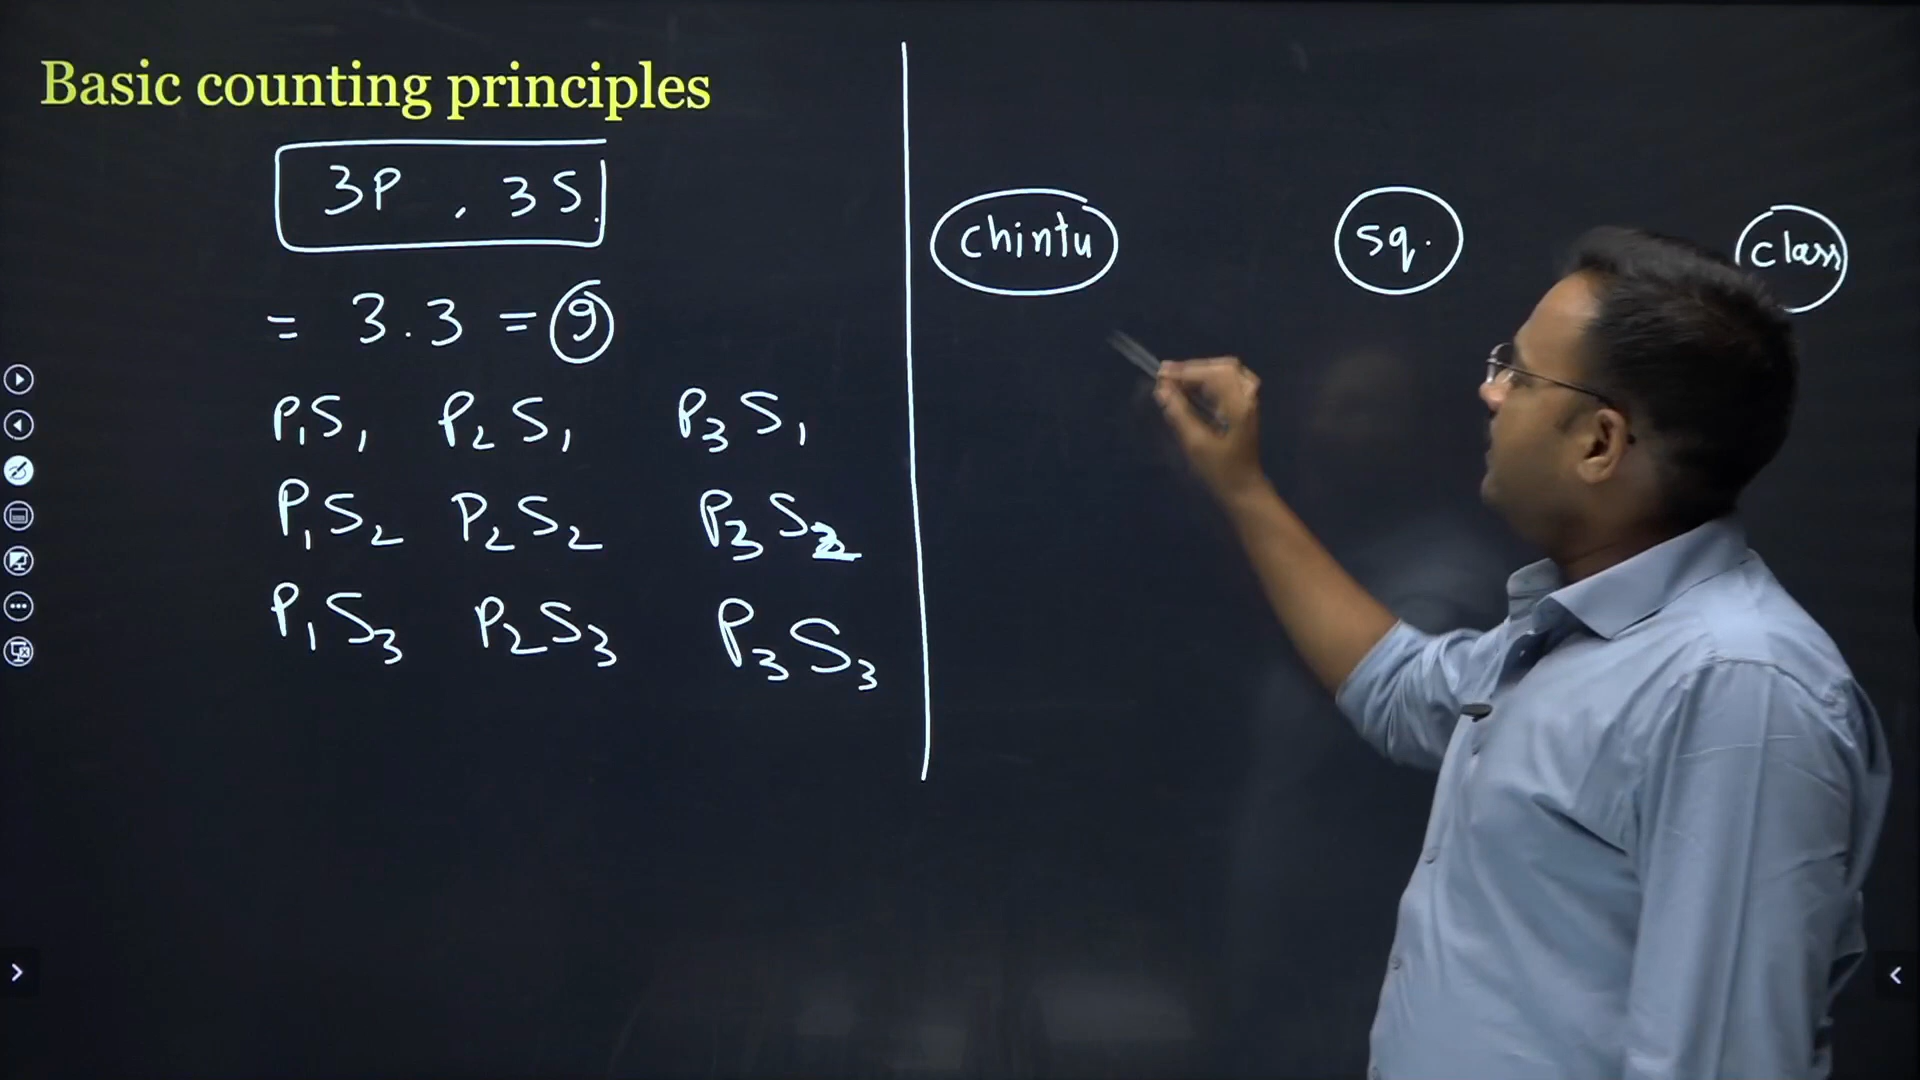 Basic counting principles
3P , 3S.
= 3.3 = 9
P1S1 P2S1 P3S1
P1S2 P2S2 P3S2
P1S3 P2S3 P3S3
chintu
sq.
class